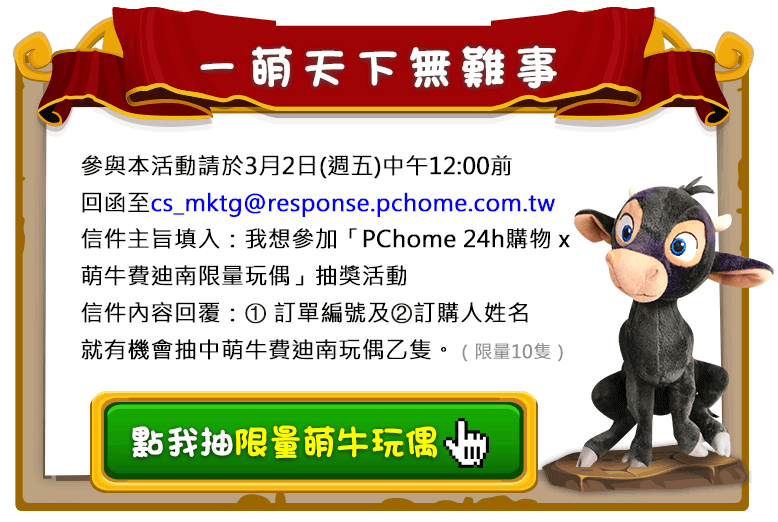 一萌天下無難事
參與本活動請於3月2日(週五)中午12:00前
回函至cs_mktg@response.pchome.com.tw
信件主旨填入：我想參加「PChome 24h購物 x
萌牛費迪南限量玩偶」抽獎活動
信件內容回覆：① 訂單編號及②訂購人姓名
就有機會抽中萌牛費迪南玩偶乙隻。（限量10隻）
點我抽限量萌牛玩偶